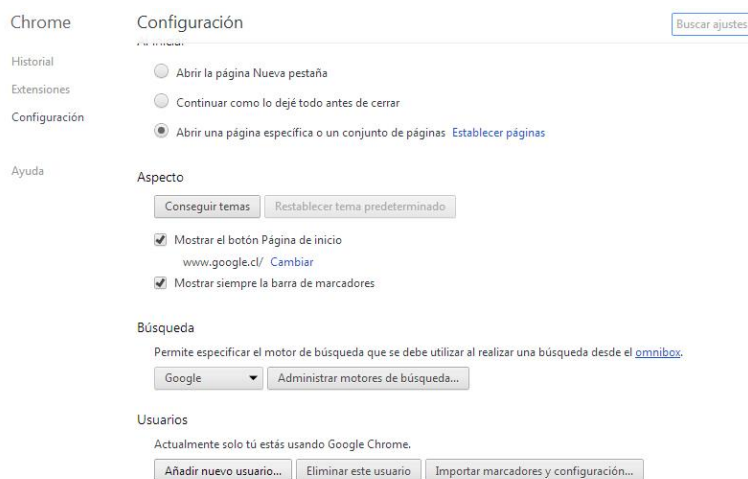 Chrome
Configuración
Buscar ajustes
Al iniciar
Historial
Abrir la página Nueva pestaña
Extensiones
Continuar como lo dejé todo antes de cerrar
Configuración
Abrir una página específica o un conjunto de páginas Establecer páginas
Ayuda
Aspecto
Conseguir temas Restablecer tema predeterminado
Mostrar el botón Página de inicio
www.google.cl/ Cambiar
Mostrar siempre la barra de marcadores
Búsqueda
Permite especificar el motor de búsqueda que se debe utilizar al realizar una búsqueda desde el omnibox.
Google Administrar motores de búsqueda...
Usuarios
Actualmente solo tú estás usando Google Chrome.
Añadir nuevo usuario... Eliminar este usuario Importar marcadores y configuración...